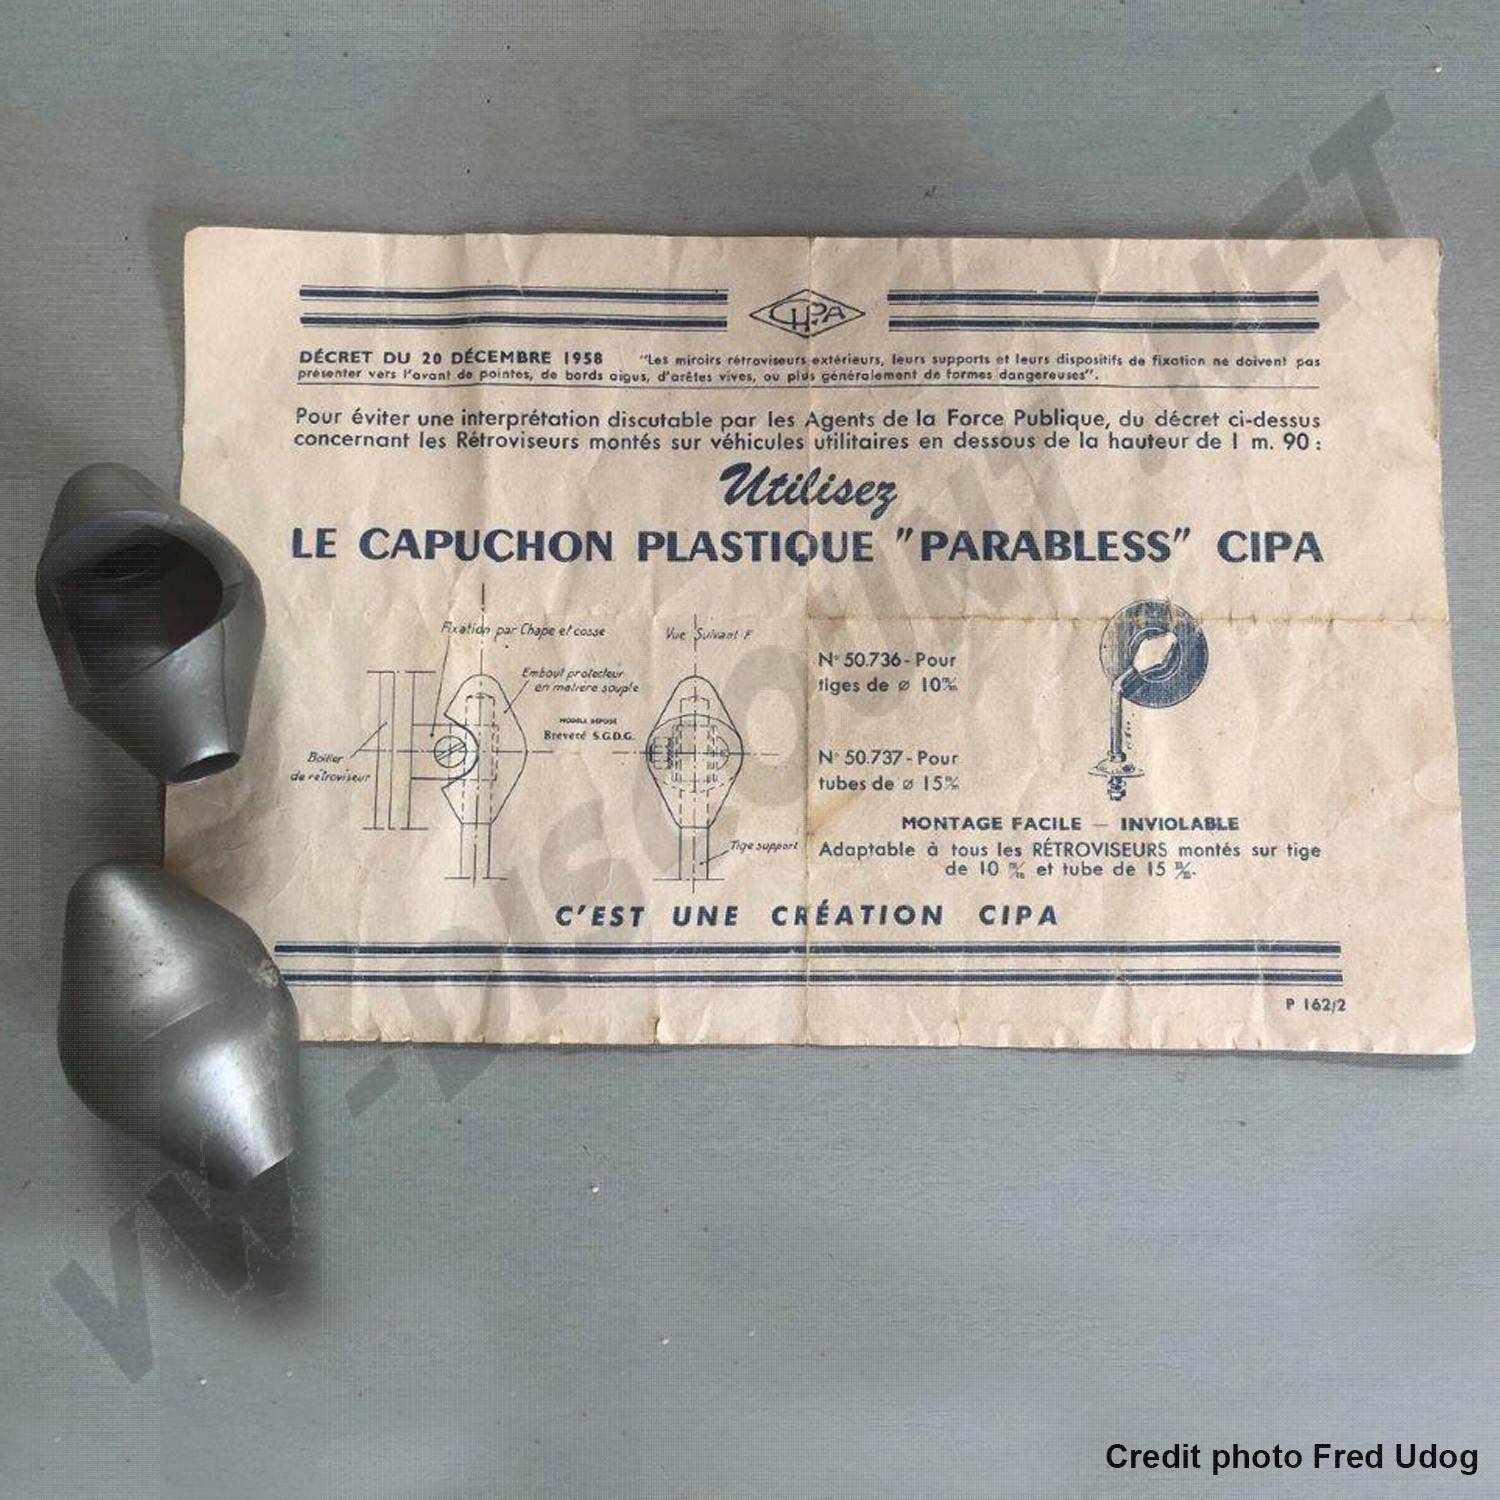 CIPA
DÉCRET DU 20 DÉCEMBRE 1958 "Les miroirs rétroviseurs extérieurs, leurs supports et leurs dispositifs de fixation ne doivent pas
présenter vers l'avant de pointes, de bords aigus, d'arêtes vives, ou plus généralement de formes dangereuses".
Pour éviter une interprétation discutable par les Agents de la Force Publique, du décret ci-dessus
concernant les Rétroviseurs montés sur véhicules utilitaires en dessous de la hauteur de 1 m. 90 :
Utilisez
LE CAPUCHON PLASTIQUE "PARABLESS" CIPA
Fixation par Chape et cosse
Vue Suivant F
Embout protecteur
en matière souple
MODÈLE DÉPOSÉ
Breveté S.G.D.G.
Boîtier
de rétroviseur
Tige support
N° 50.736 - Pour
tiges de ø 10 m/m
N° 50.737 - Pour
tubes de ø 15 m/m
MONTAGE FACILE — INVIOLABLE
Adaptable à tous les RÉTROVISEURS montés sur tige
de 10 m/m et tube de 15 m/m.
C'EST UNE CRÉATION CIPA
P 162/2
VW-DISCOUNT.NET
Credit photo Fred Udog